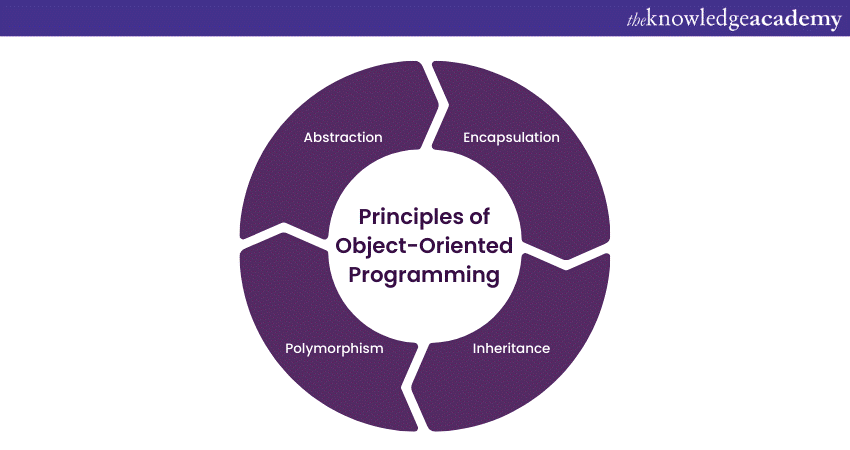 theknowledgeacademy
Abstraction
Encapsulation
Principles of
Object-Oriented
Programming
Polymorphism
Inheritance